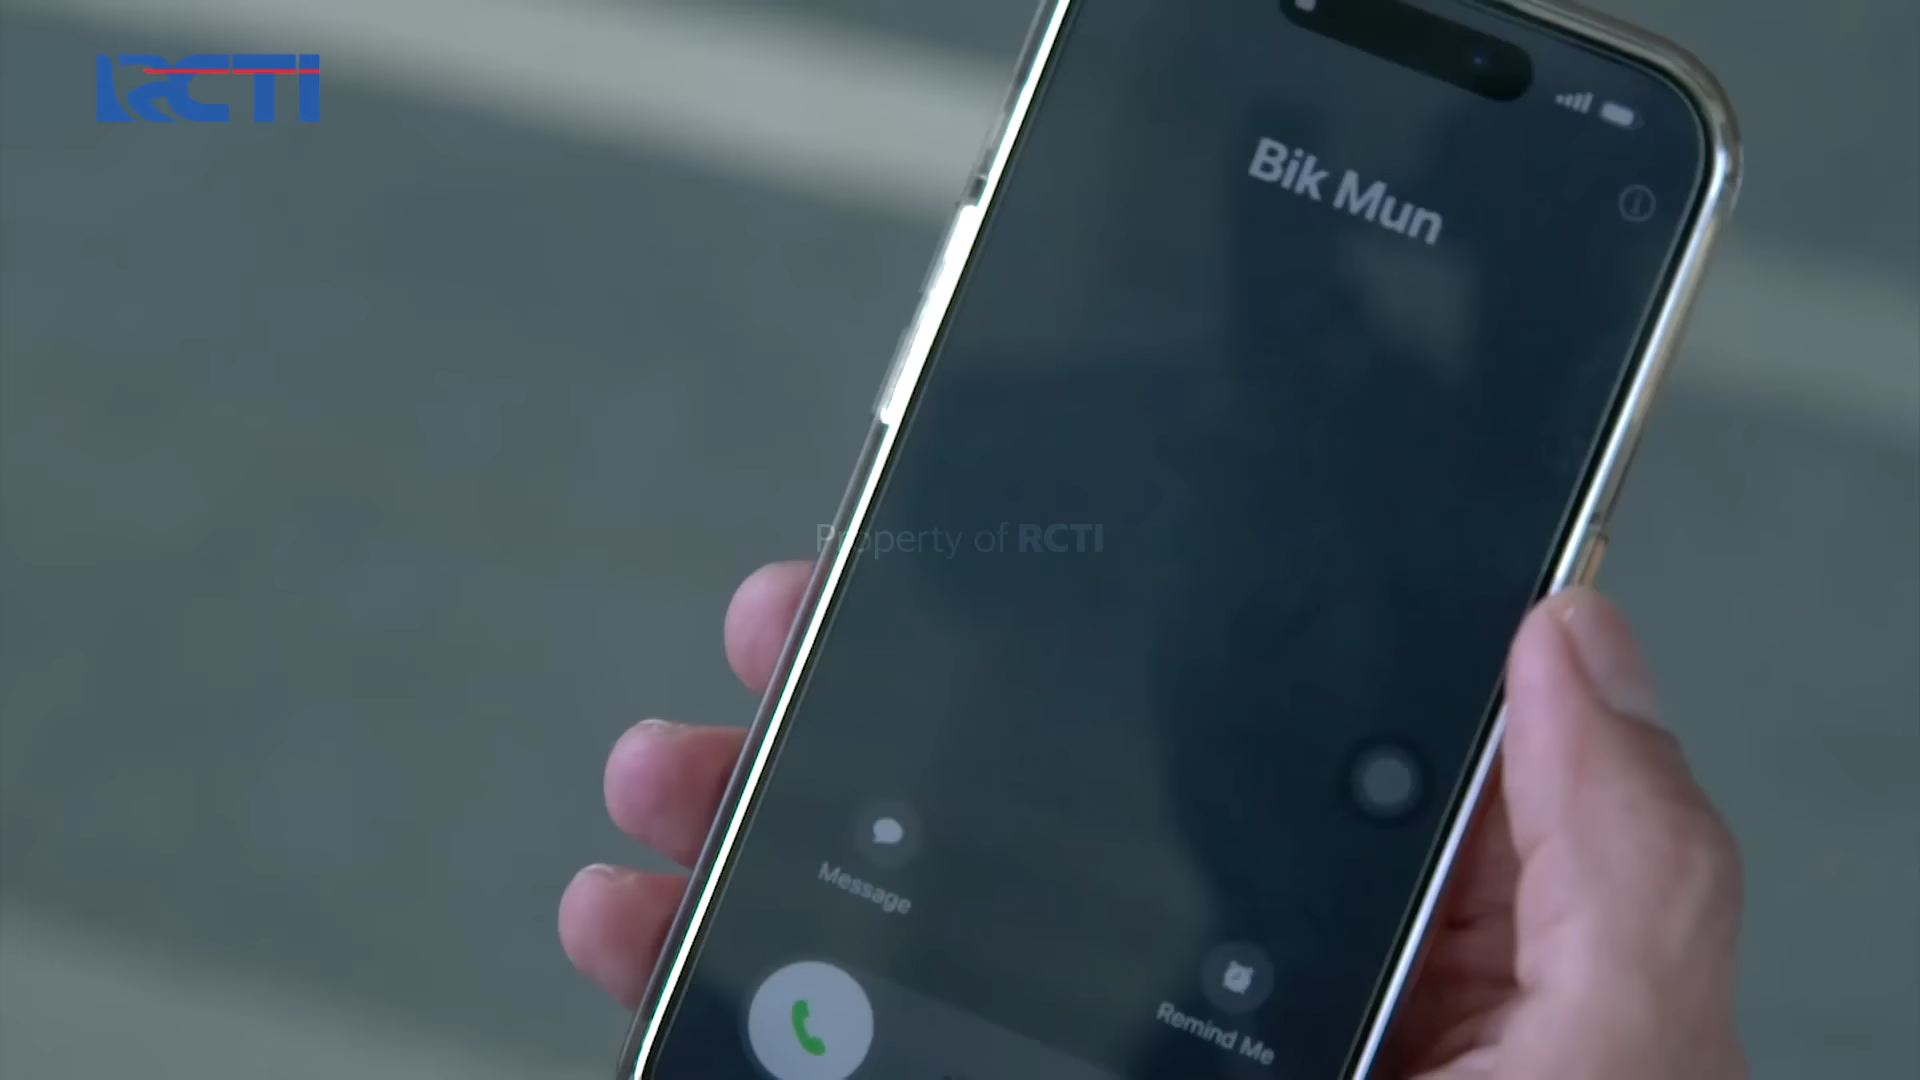 RCTI
Bik Mun
Property of RCTI
Message
Remind Me